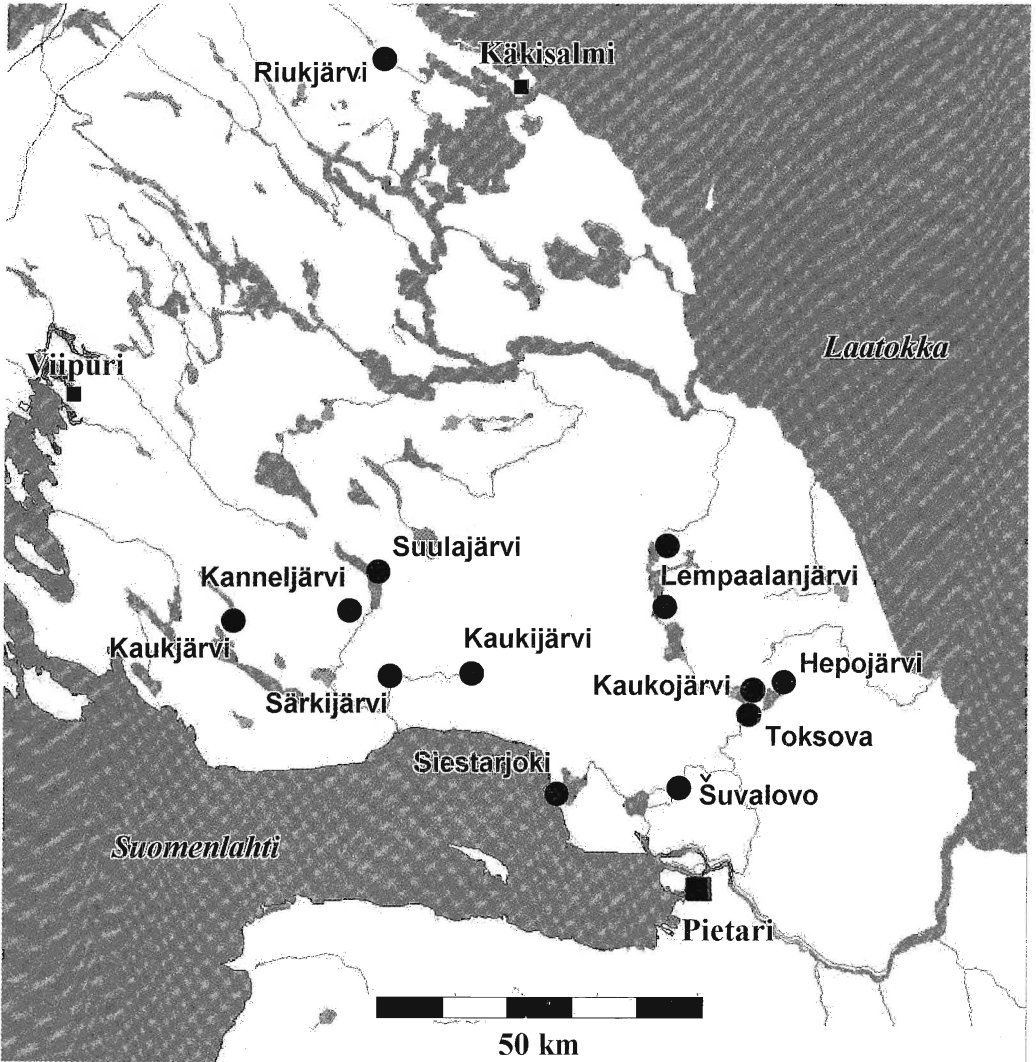 Käkisalmi
Riukjärvi
Laatokka
Viipuri
Suulajärvi
Kanneljärvi
Lempaalanjärvi
Kaukjärvi
Kaukijärvi
Hepojärvi
Kaukojärvi
Särkijärvi
Toksova
Siestarjoki
Šuvalovo
Suomenlahti
Pietari
50 km